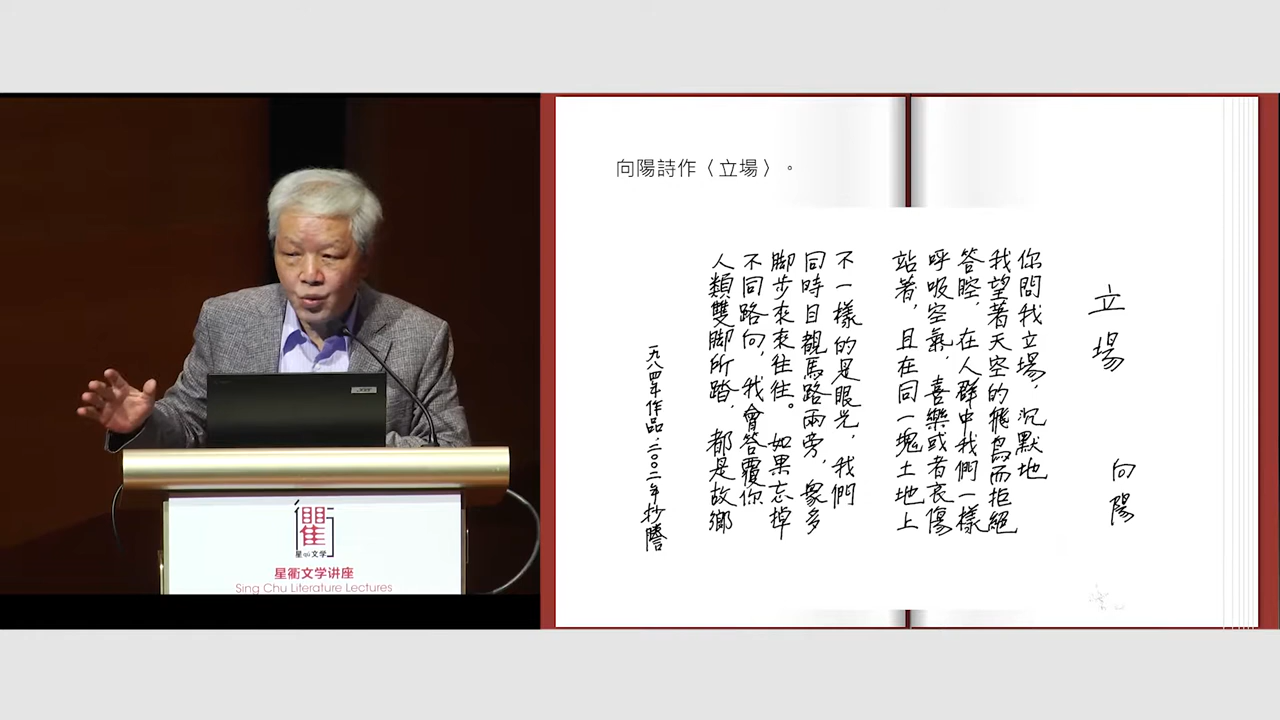 向陽詩作〈立場〉。
立場
向陽
你問我立場，沉默地
我望著天空的飛鳥而拒絕
答腔，在人群中我們一樣
呼吸空氣，喜樂或者哀傷
站著，且在同一塊土地上
不一樣的是眼光，我們
同時目覩馬路兩旁，眾多
腳步來來往往。如果忘掉
不同路向，我會答覆你
人類雙腳所踏，都是故鄉
一九八四年作品·二〇〇二年抄謄
星衢文学
星衢文学讲座
Sing Chu Literature Lectures